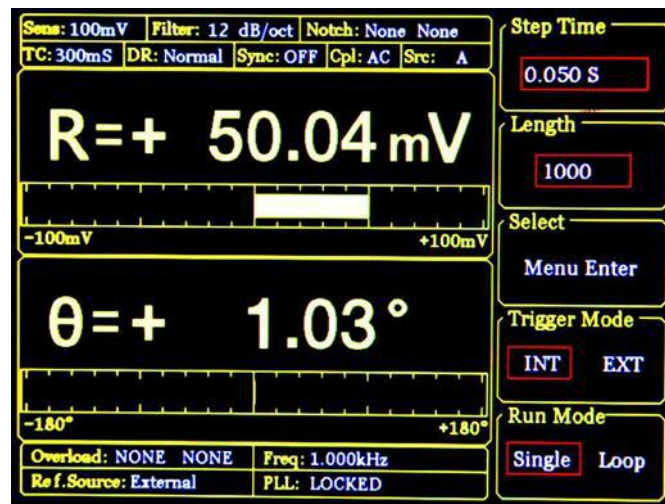 Sens: 100mV Filter: 12 dB/oct Notch: None None
TC: 300mS DR: Normal Sync: OFF Cpl: AC Src: A
R=+ 50.04 mV
-100mV +100mV
θ=+ 1.03°
-180° +180°
Overload: NONE NONE Freq: 1.000kHz
Ref.Source: External PLL: LOCKED
Step Time
0.050 S
Length
1000
Select
Menu Enter
Trigger Mode
INT EXT
Run Mode
Single Loop